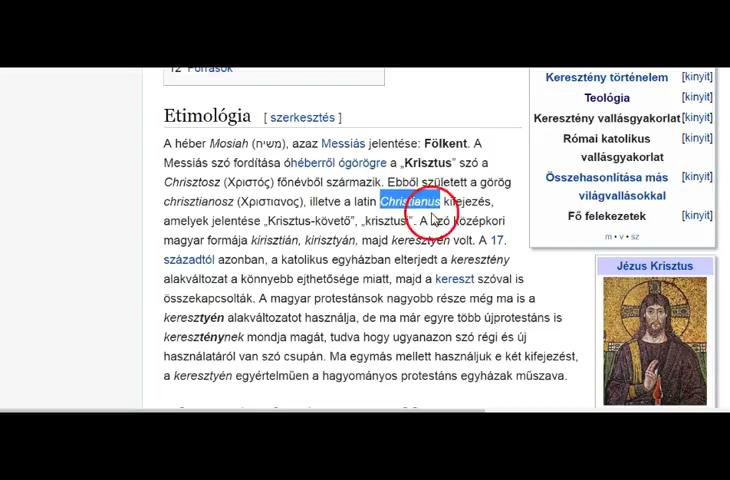 12 Források
Etimológia [ szerkesztés ]
A héber Mosiah (משיח), azaz Messiás jelentése: Fölkent. A
Messiás szó fordítása óhéberről ógörögre a „Krisztus” szó a
Chrisztosz (Χριστός) főnévből származik. Ebből született a görög
chrisztianosz (Χριστιανος), illetve a latin Christianus kifejezés,
amelyek jelentése „Krisztus-követő”, „krisztusi”. A szó középkori
magyar formája kirisztián, kirisztyán, majd keresztyén volt. A 17.
századtól azonban, a katolikus egyházban elterjedt a keresztény
alakváltozat a könnyebb ejthetősége miatt, majd a kereszt szóval is
összekapcsolták. A magyar protestánsok nagyobb része még ma is a
keresztyén alakváltozatot használja, de ma már egyre több újprotestáns is
kereszténynek mondja magát, tudva hogy ugyanazon szó régi és új
használatáról van szó csupán. Ma egymás mellett használjuk e két kifejezést,
a keresztyén egyértelműen a hagyományos protestáns egyházak műszava.
Keresztény történelem [kinyit]
Teológia [kinyit]
Keresztény vallásgyakorlat [kinyit]
Római katolikus [kinyit]
vallásgyakorlat
Összehasonlítása más [kinyit]
világvallásokkal
Fő felekezetek [kinyit]
m • v • sz
Jézus Krisztus